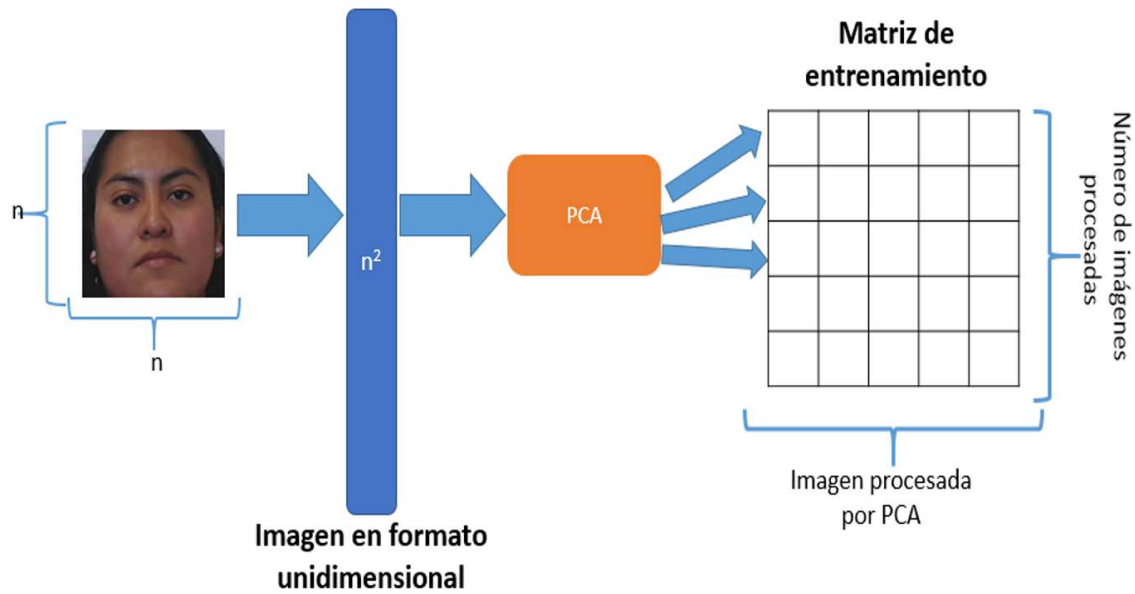 n
n
n²
Imagen en formato
unidimensional
PCA
Matriz de
entrenamiento
Número de imágenes
procesadas
Imagen procesada
por PCA